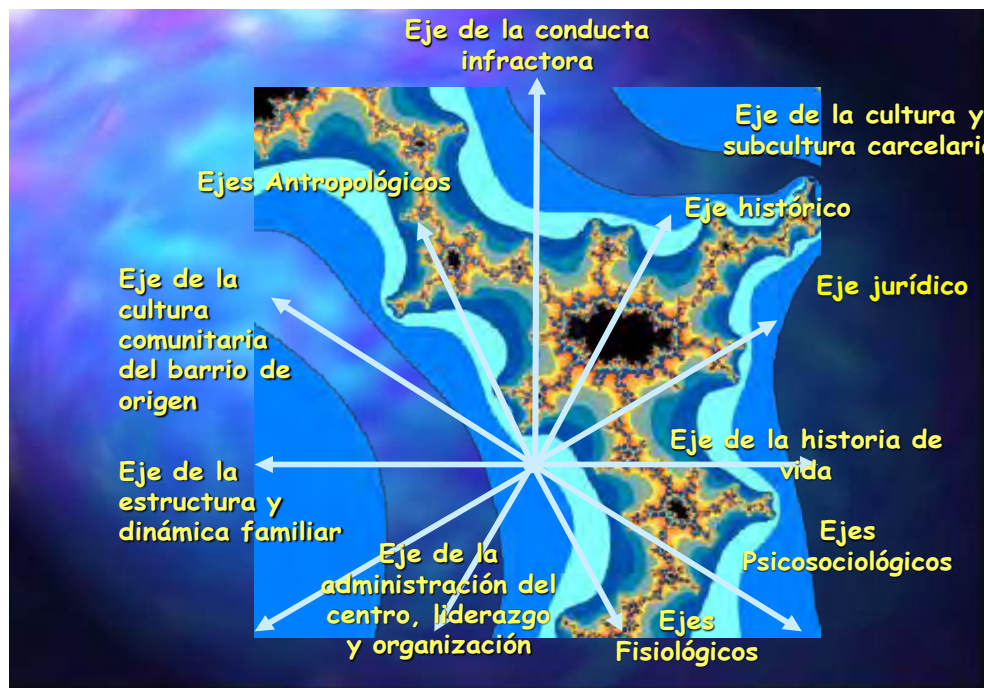 Eje de la conducta
infractora
Eje de la cultura y
subcultura carcelari
Ejes Antropológicos
Eje histórico
Eje de la
cultura
comunitaria
del barrio de
origen
Eje jurídico
Eje de la historia de
vida
Eje de la
estructura y
dinámica familiar
Ejes
Psicosociológicos
Eje de la
administración del
centro, liderazgo
y organización
Ejes
Fisiológicos